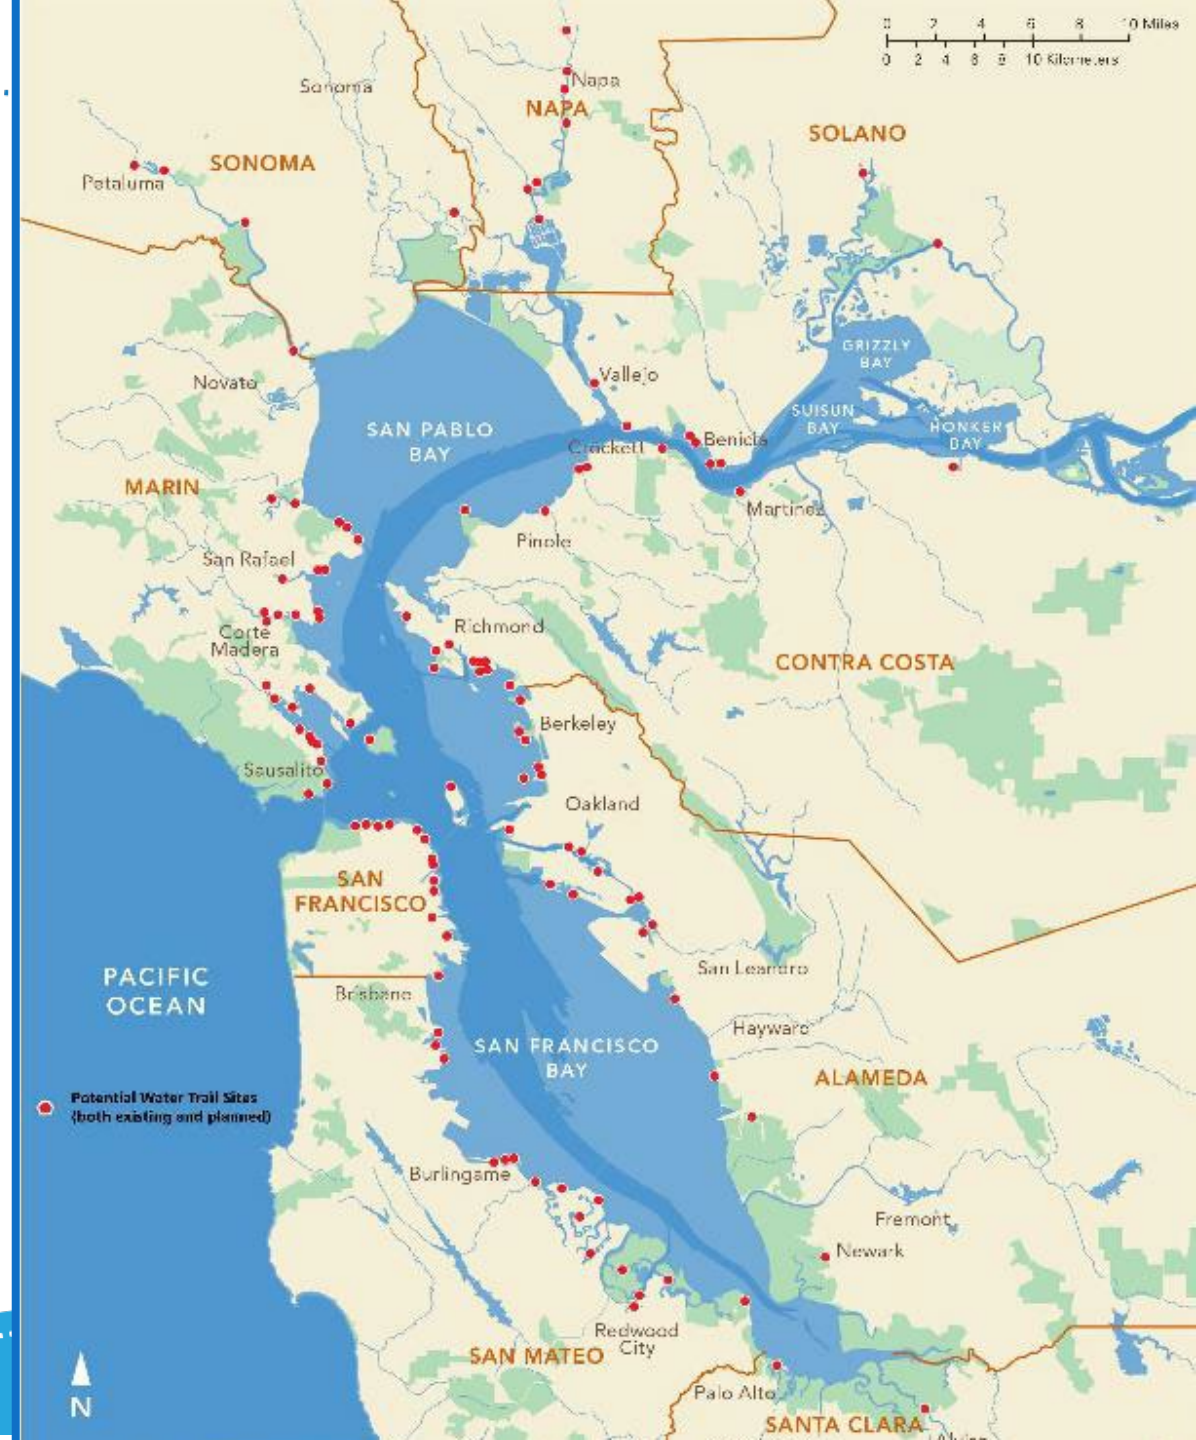 0 2 4 6 8 10 Miles
0 2 4 6 8 10 Kilometers
Sonoma
Napa
NAPA
SOLANO
SONOMA
Petaluma
GRIZZLY
BAY
Vallejo
Novato
SUISUN
BAY
HONKER
BAY
SAN PABLO
BAY
Crockett
Benicia
MARIN
Martinez
Pinole
San Rafael
Richmond
Corte
Madera
CONTRA COSTA
Berkeley
Sausalito
Oakland
SAN
FRANCISCO
San Leandro
PACIFIC
OCEAN
Brisbane
Hayward
SAN FRANCISCO
BAY
ALAMEDA
Potential Water Trail Sites
(both existing and planned)
Burlingame
Fremont
Newark
Redwood
City
SAN MATEO
Palo Alto
N
SANTA CLARA